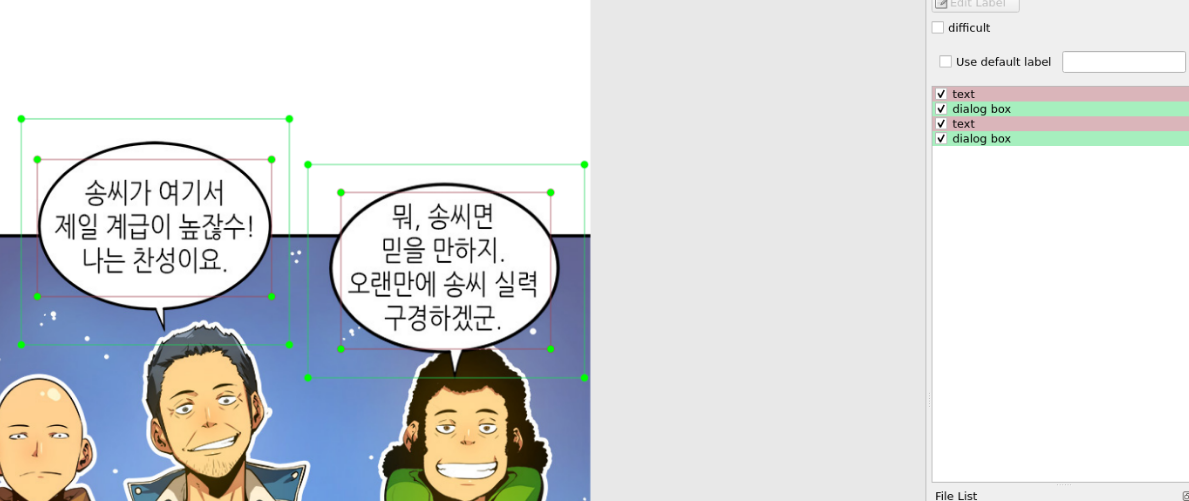 Edit Label
difficult
Use default label
text
dialog box
text
dialog box
File List
송씨가 여기서
제일 계급이 높잖수!
나는 찬성이요.
뭐, 송씨면
믿을 만하지.
오랜만에 송씨 실력
구경하겠군.